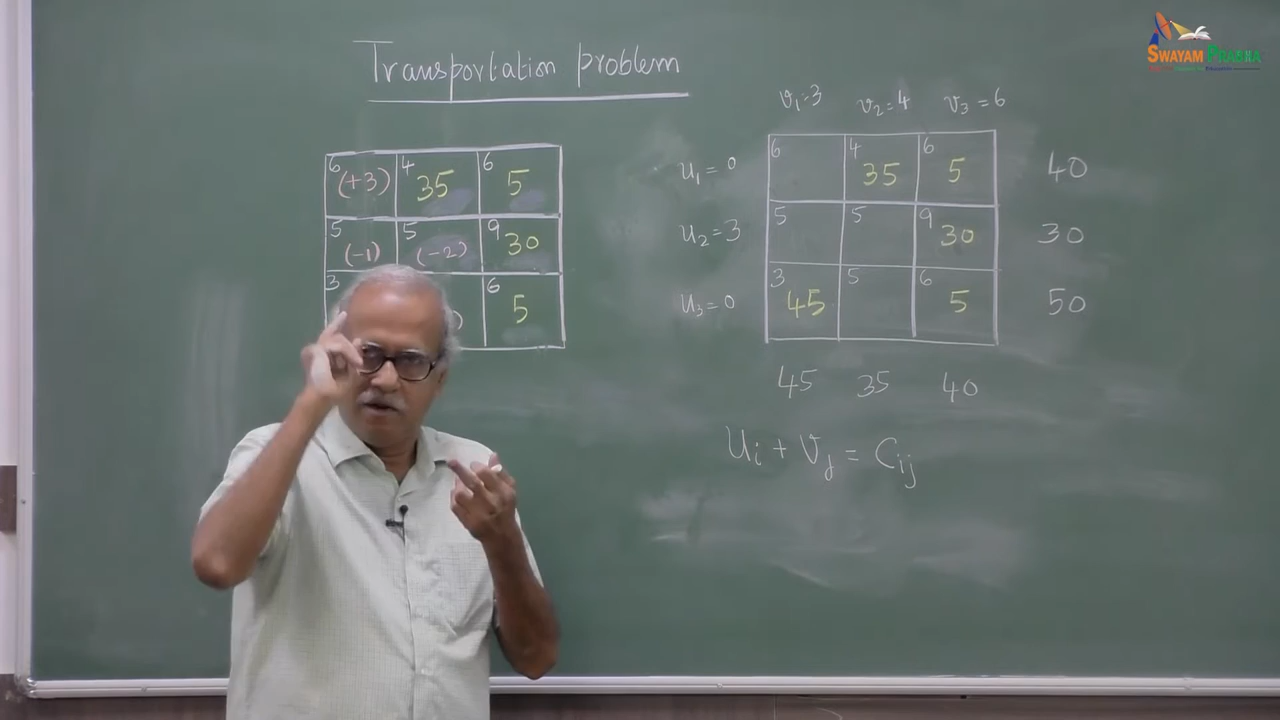 SWAYAM PRABHA
Transportation problem
v₁=3 v₂=4 v₃=6
6 (+3) 4 35 6 5
5 (-1) 5 (-2) 9 30
3 6 5
u₁=0 6 4 35 6 5 40
u₂=3 5 5 9 30 30
u₃=0 3 45 5 6 5 50
45 35 40
Ui + Vj = Cij